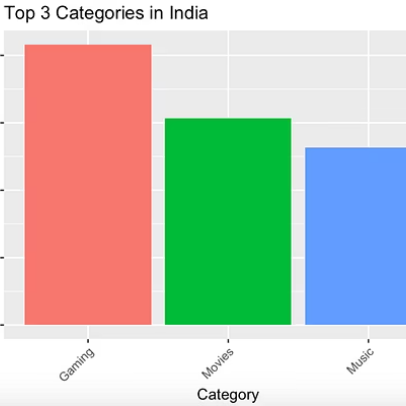 Top 3 Categories in India
Gaming
Movies
Music
Category